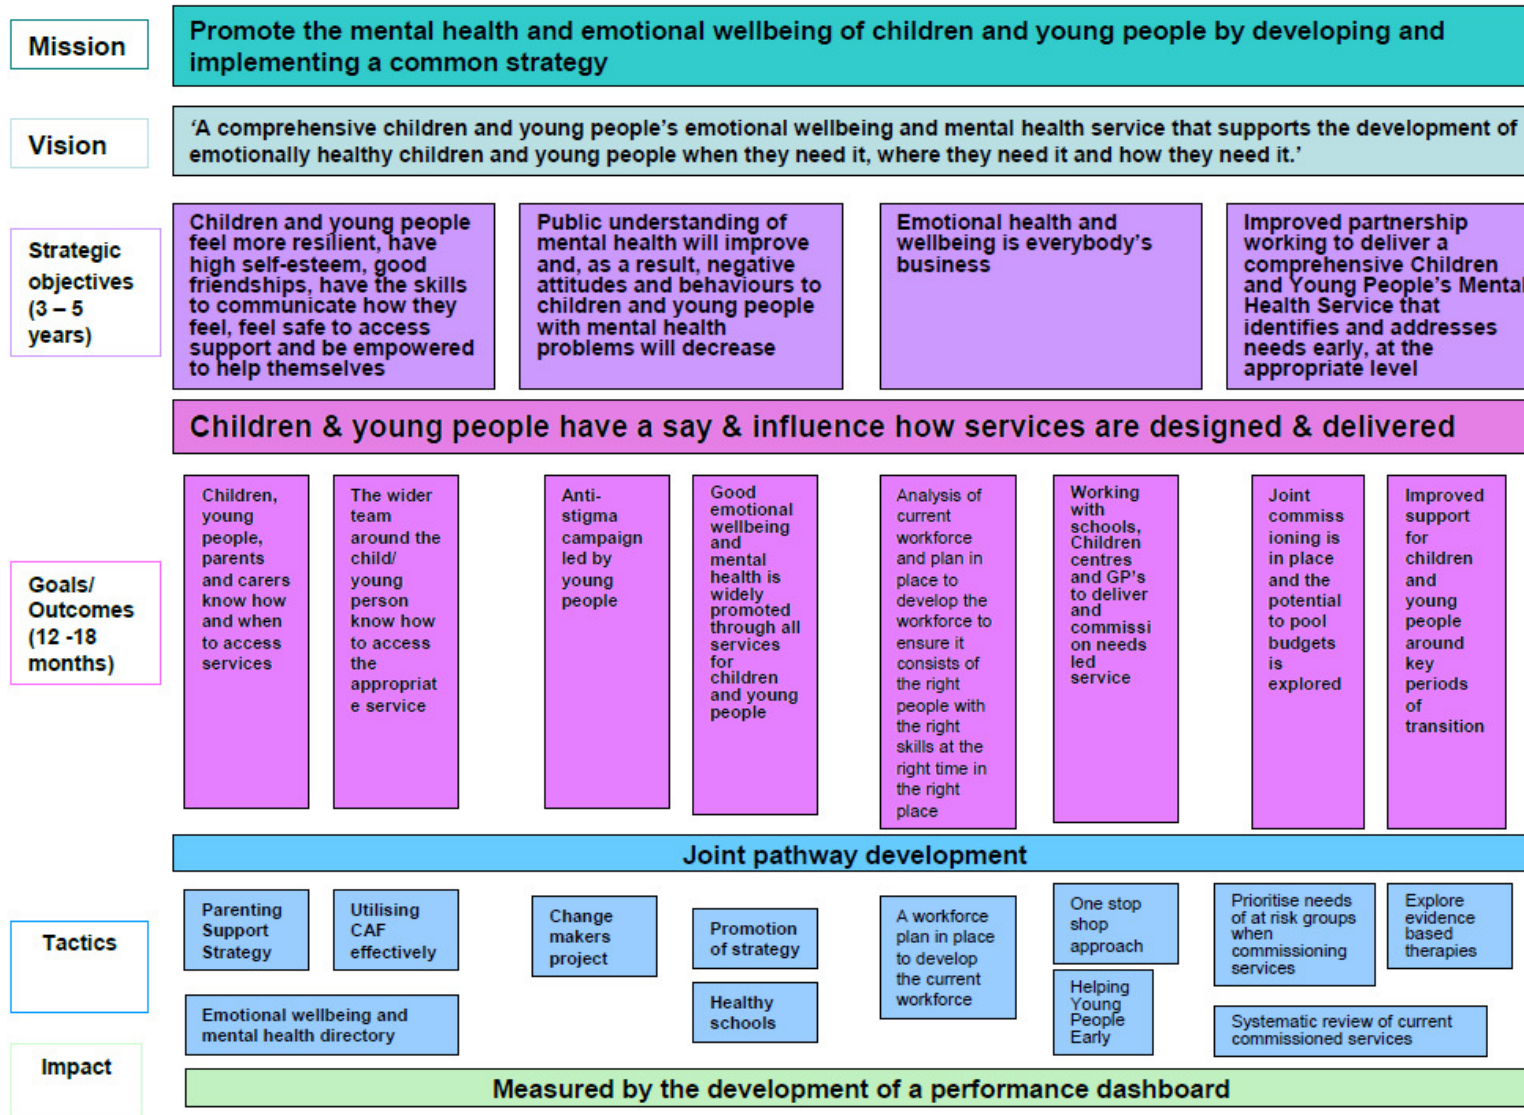 Mission
Promote the mental health and emotional wellbeing of children and young people by developing and
implementing a common strategy
Vision
‘A comprehensive children and young people’s emotional wellbeing and mental health service that supports the development of
emotionally healthy children and young people when they need it, where they need it and how they need it.’
Strategic
objectives
(3 – 5
years)
Children and young people
feel more resilient, have
high self-esteem, good
friendships, have the skills
to communicate how they
feel, feel safe to access
support and be empowered
to help themselves
Public understanding of
mental health will improve
and, as a result, negative
attitudes and behaviours to
children and young people
with mental health
problems will decrease
Emotional health and
wellbeing is everybody’s
business
Improved partnership
working to deliver a
comprehensive Children
and Young People’s Mental
Health Service that
identifies and addresses
needs early, at the
appropriate level
Children & young people have a say & influence how services are designed & delivered
Goals/
Outcomes
(12 -18
months)
Children,
young
people,
parents
and carers
know how
and when
to access
services
The wider
team
around the
child/
young
person
know how
to access
the
appropriat
e service
Anti-
stigma
campaign
led by
young
people
Good
emotional
wellbeing
and
mental
health is
widely
promoted
through all
services
for
children
and young
people
Analysis of
current
workforce
and plan in
place to
develop the
workforce to
ensure it
consists of
the right
people with
the right
skills at the
right time in
the right
place
Working
with
schools,
Children
centres
and GP’s
to deliver
and
commissi
on needs
led
service
Joint
commiss
ioning is
in place
and the
potential
to pool
budgets
is
explored
Improved
support
for
children
and
young
people
around
key
periods
of
transition
Joint pathway development
Tactics
Parenting
Support
Strategy
Utilising
CAF
effectively
Emotional wellbeing and
mental health directory
Change
makers
project
Promotion
of strategy
Healthy
schools
A workforce
plan in place
to develop
the current
workforce
One stop
shop
approach
Helping
Young
People
Early
Prioritise needs
of at risk groups
when
commissioning
services
Explore
evidence
based
therapies
Systematic review of current
commissioned services
Impact
Measured by the development of a performance dashboard